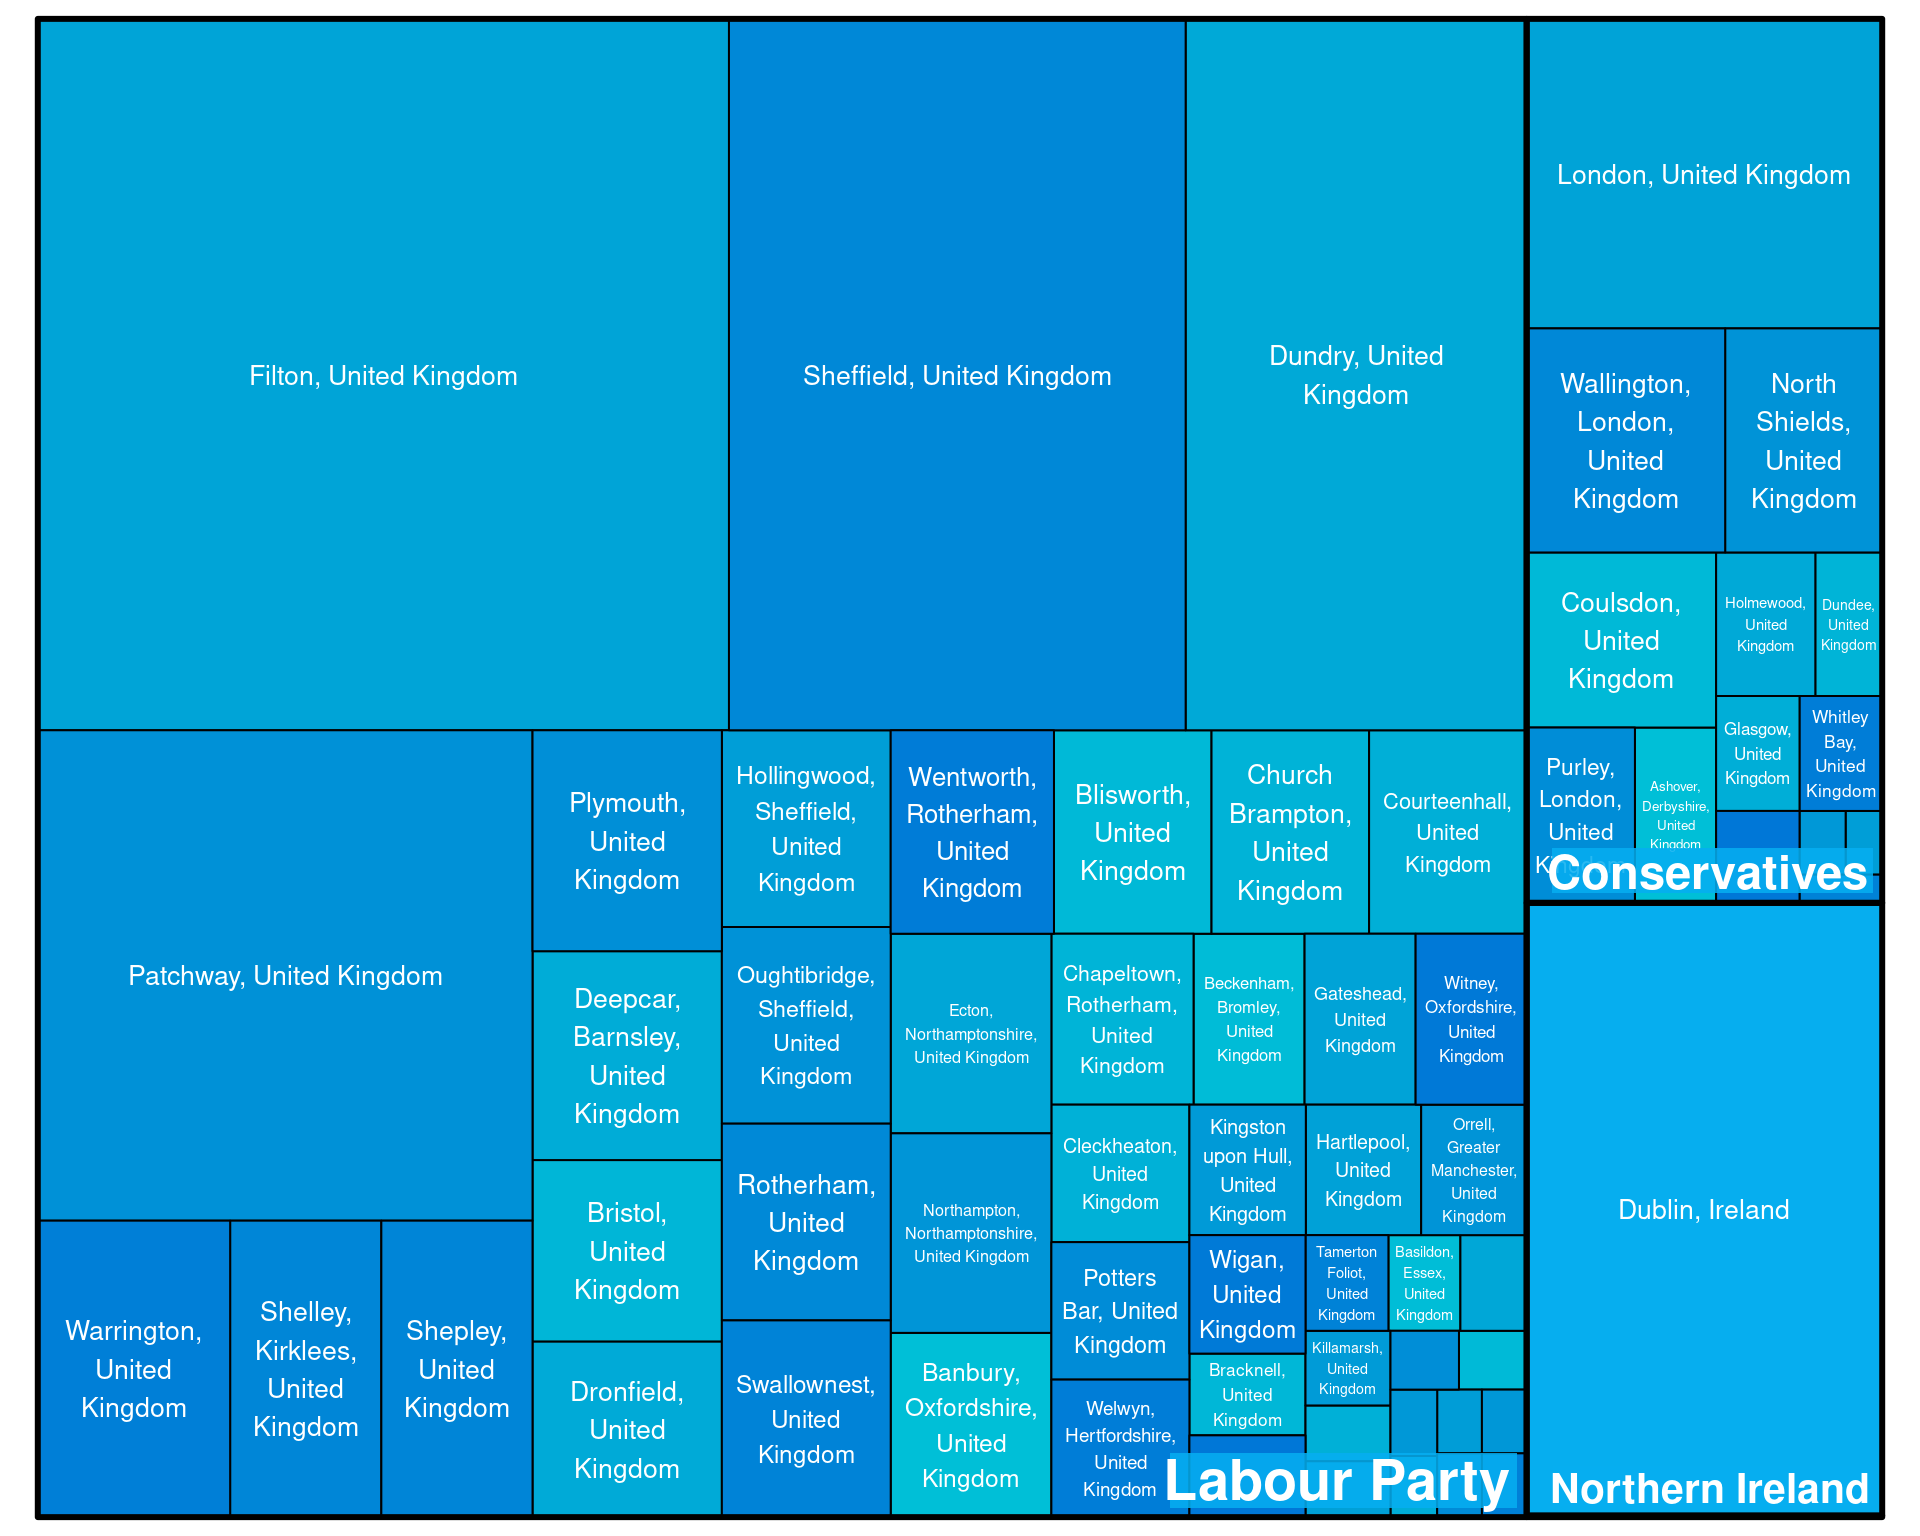 Filton, United Kingdom
Sheffield, United Kingdom
Dundry, United
Kingdom
London, United Kingdom
Wallington,
London,
United
Kingdom
North
Shields,
United
Kingdom
Coulsdon,
United
Kingdom
Holmewood,
United
Kingdom
Dundee,
United
Kingdom
Glasgow,
United
Kingdom
Whitley
Bay,
United
Kingdom
Purley,
London,
United
Ashover,
Derbyshire,
United
Kingdom
Conservatives
Patchway, United Kingdom
Plymouth,
United
Kingdom
Hollingwood,
Sheffield,
United
Kingdom
Wentworth,
Rotherham,
United
Kingdom
Blisworth,
United
Kingdom
Church
Brampton,
United
Kingdom
Courteenhall,
United
Kingdom
Deepcar,
Barnsley,
United
Kingdom
Oughtibridge,
Sheffield,
United
Kingdom
Ecton,
Northamptonshire,
United Kingdom
Chapeltown,
Rotherham,
United
Kingdom
Beckenham,
Bromley,
United
Kingdom
Gateshead,
United
Kingdom
Witney,
Oxfordshire,
United
Kingdom
Bristol,
United
Kingdom
Rotherham,
United
Kingdom
Northampton,
Northamptonshire,
United Kingdom
Cleckheaton,
United
Kingdom
Kingston
upon Hull,
United
Kingdom
Hartlepool,
United
Kingdom
Orrell,
Greater
Manchester,
United
Kingdom
Potters
Bar, United
Kingdom
Wigan,
United
Kingdom
Tamerton
Foliot,
United
Kingdom
Basildon,
Essex,
United
Kingdom
Warrington,
United
Kingdom
Shelley,
Kirklees,
United
Kingdom
Shepley,
United
Kingdom
Dronfield,
United
Kingdom
Swallownest,
United
Kingdom
Banbury,
Oxfordshire,
United
Kingdom
Welwyn,
Hertfordshire,
United
Kingdom
Bracknell,
United
Kingdom
Killamarsh,
United
Kingdom
Labour Party
Dublin, Ireland
Northern Ireland